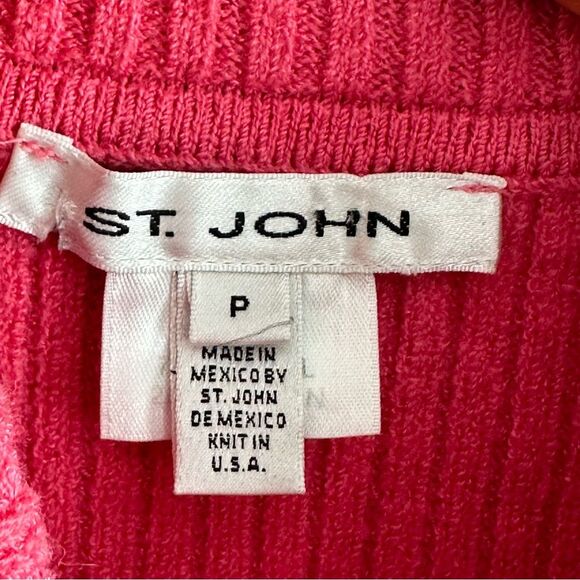 ST. JOHN
P
MADE IN
MEXICO BY
ST. JOHN
DE MEXICO
KNIT IN
U.S.A.